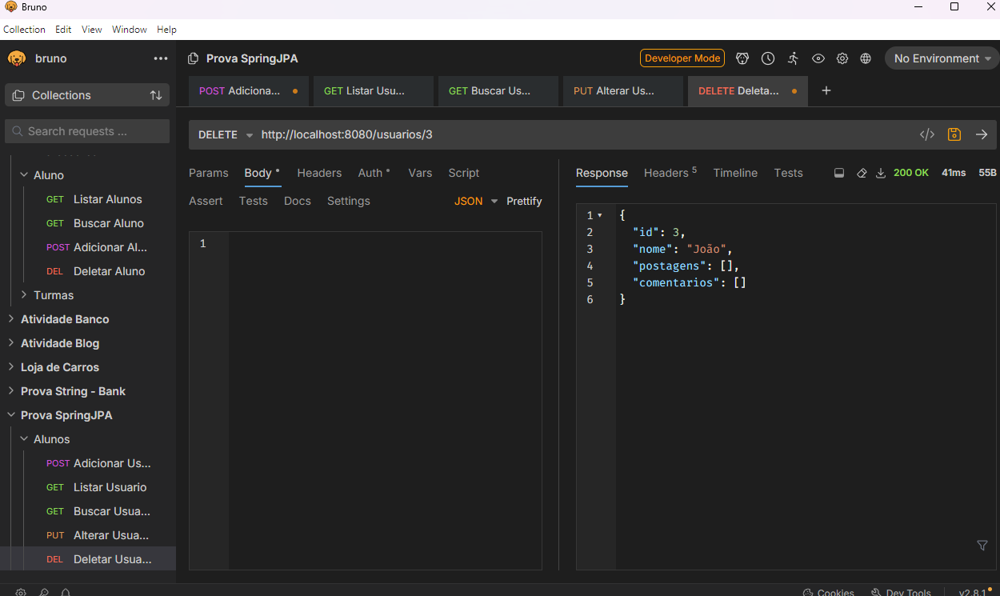 Bruno
Collection Edit View Window Help
bruno
Prova SpringJPA
Developer Mode
No Environment
Collections
POST Adiciona...
GET Listar Usu...
GET Buscar Us...
PUT Alterar Us...
DELETE Deleta...
Search requests ...
DELETE http://localhost:8080/usuarios/3
Aluno
GET Listar Alunos
GET Buscar Aluno
POST Adicionar Al...
DEL Deletar Aluno
Turmas
Atividade Banco
Atividade Blog
Loja de Carros
Prova String - Bank
Prova SpringJPA
Alunos
POST Adicionar Us...
GET Listar Usuario
GET Buscar Usua...
PUT Alterar Usua...
DEL Deletar Usua...
Params Body Headers Auth Vars Script
Assert Tests Docs Settings JSON Prettify
1
Response Headers 5 Timeline Tests 200 OK 41ms 55B
1 {
2 "id": 3,
3 "nome": "João",
4 "postagens": [],
5 "comentarios": []
6 }
Cookies Dev Tools v2.8.1